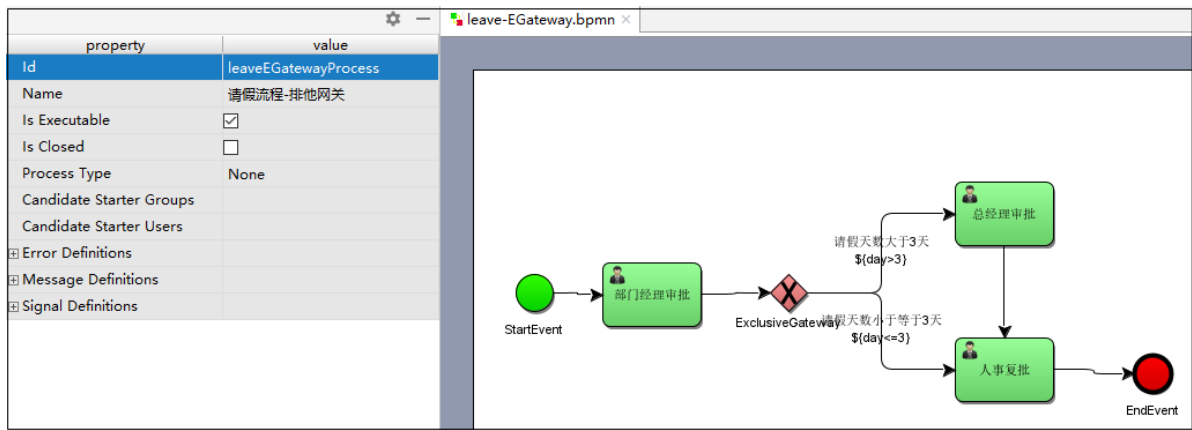 leave-EGateway.bpmn
property value
Id leaveEGatewayProcess
Name 请假流程-排他网关
Is Executable
Is Closed
Process Type None
Candidate Starter Groups
Candidate Starter Users
Error Definitions
Message Definitions
Signal Definitions
总经理审批
请假天数大于3天
${day>3}
部门经理审批
StartEvent
ExclusiveGateway
请假天数小于等于3天
${day<=3}
人事复批
EndEvent